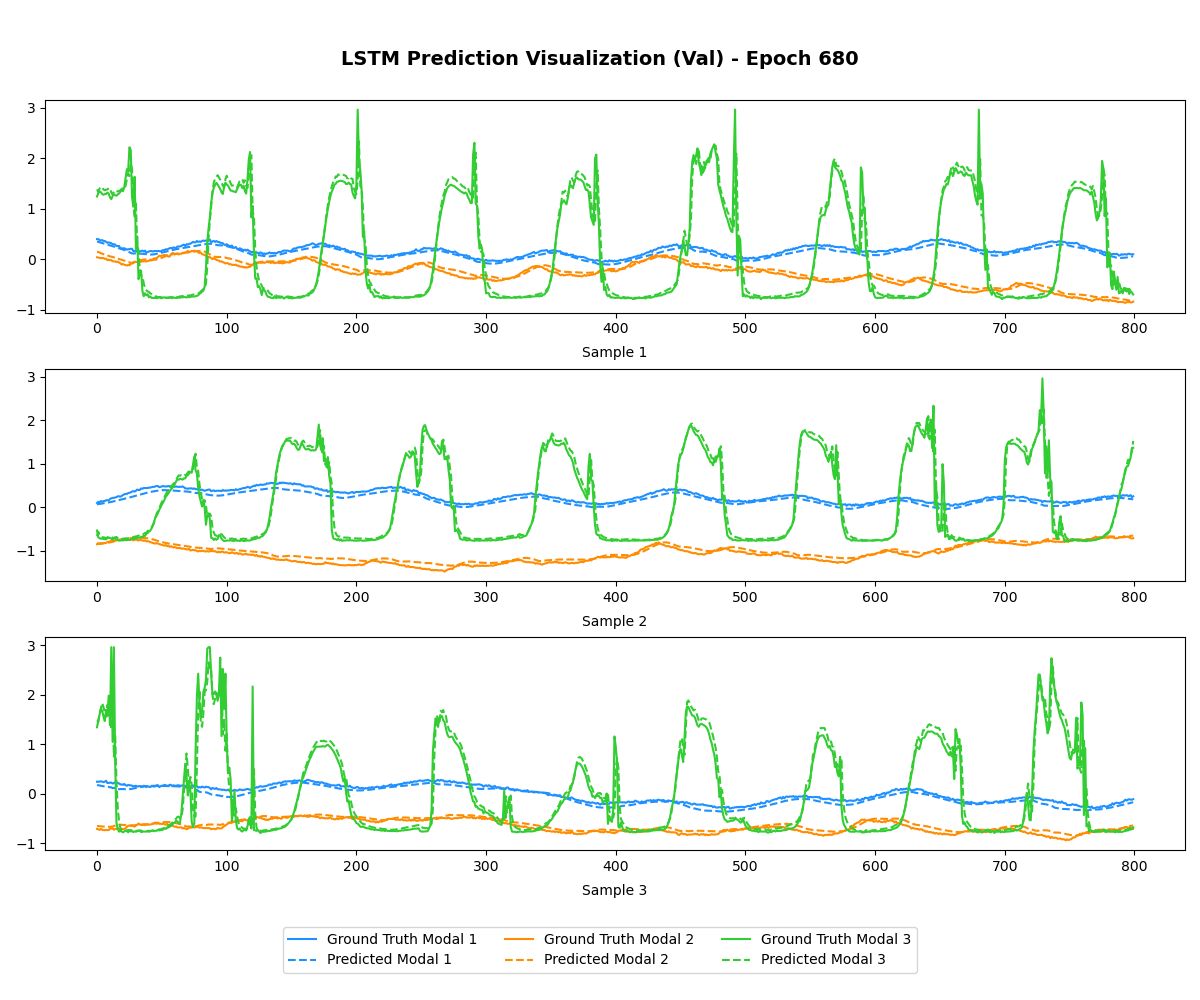 LSTM Prediction Visualization (Val) - Epoch 680
3
2
1
0
−1
0 100 200 300 400 500 600 700 800
Sample 1
3
2
1
0
−1
0 100 200 300 400 500 600 700 800
Sample 2
3
2
1
0
−1
0 100 200 300 400 500 600 700 800
Sample 3
Ground Truth Modal 1 Ground Truth Modal 2 Ground Truth Modal 3
Predicted Modal 1 Predicted Modal 2 Predicted Modal 3